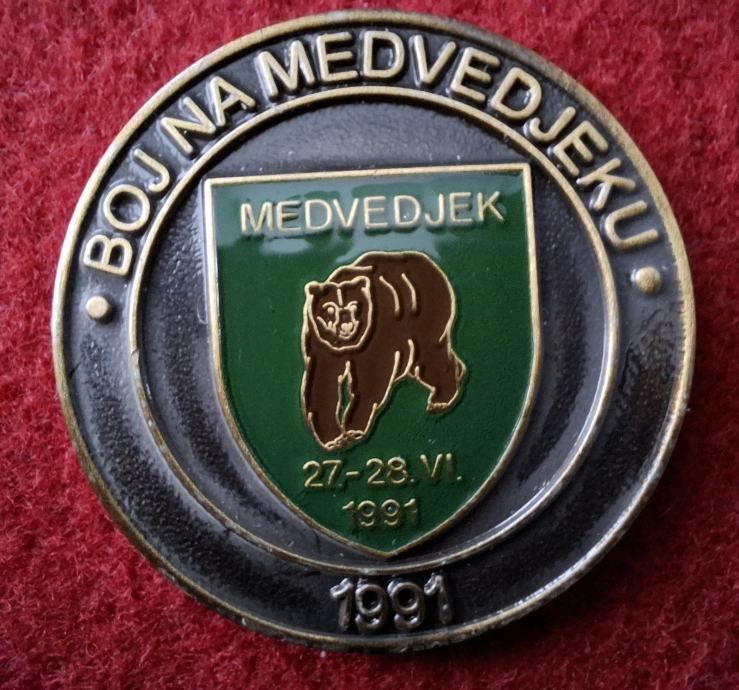 BOJ NA MEDVEDJEKU
MEDVEDJEK
27.-28. VI.
1991
1991